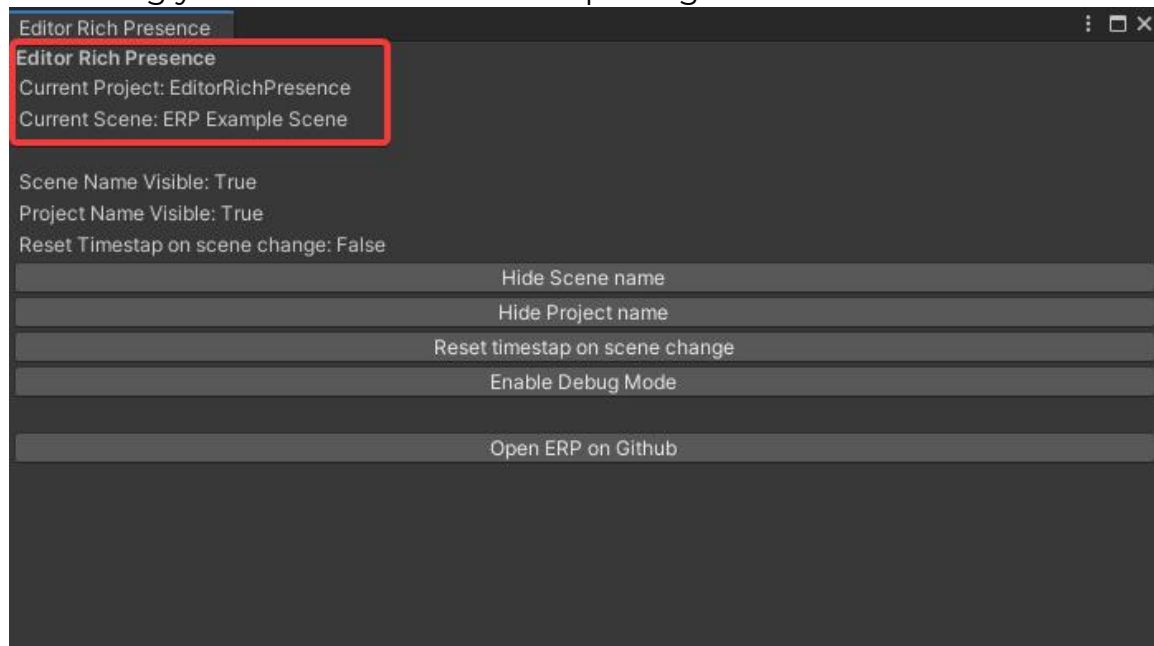 Editor Rich Presence
Editor Rich Presence
Current Project: EditorRichPresence
Current Scene: ERP Example Scene
Scene Name Visible: True
Project Name Visible: True
Reset Timestap on scene change: False
Hide Scene name
Hide Project name
Reset timestap on scene change
Enable Debug Mode
Open ERP on Github